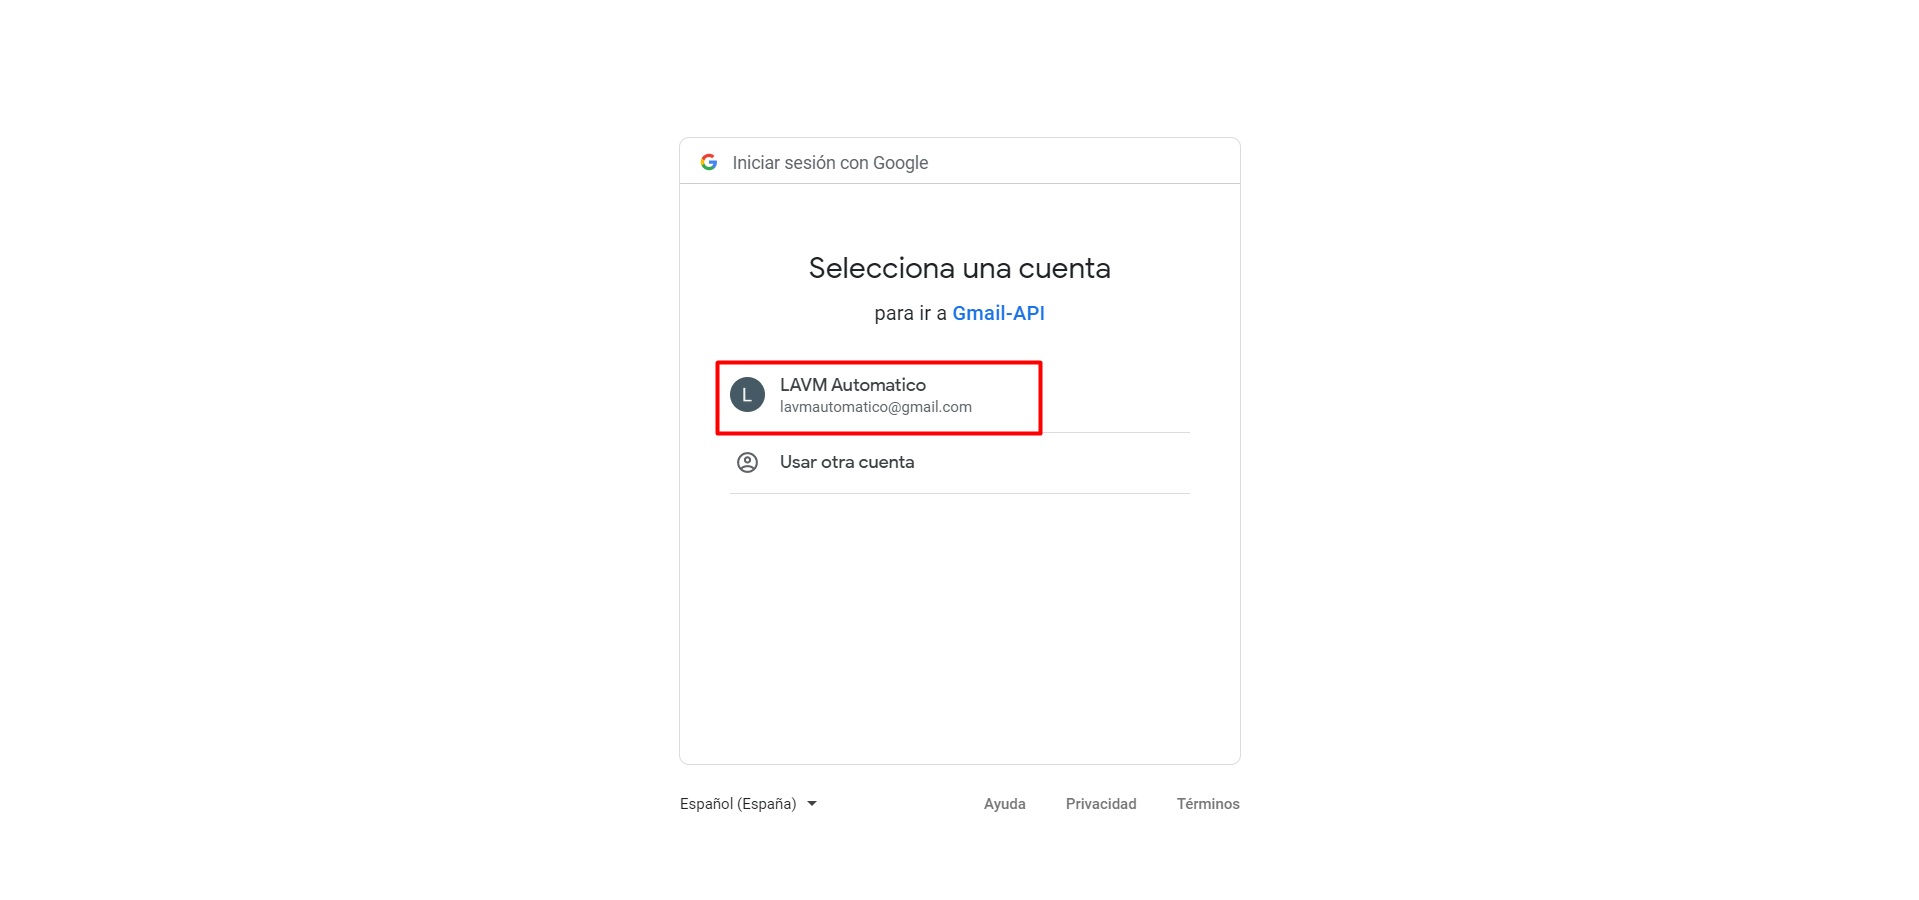 Iniciar sesión con Google
Selecciona una cuenta
para ir a Gmail-API
L
LAVM Automatico
lavmautomatico@gmail.com
Usar otra cuenta
Español (España)
Ayuda
Privacidad
Términos